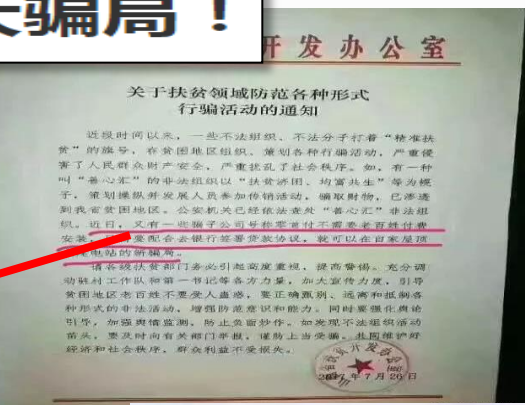 骗局！
开发办公室
关于扶贫领域防范各种形式
行骗活动的通知
近段时间以来，一些不法组织、不法分子打着“精准扶
贫”的旗号，在贫困地区组织、策划各种行骗活动，严重侵
害了人民群众财产安全，严重扰乱了社会秩序。如，有一种
叫“善心汇”的非法组织以“扶贫济困、均富共生”等为幌
子，策划操纵并发展人员参加传销活动，骗取财物，已渗透
到我省贫困地区。公安机关已经依法查处“善心汇”非法组
织。近日，又有一些骗子公司号称零首付不需要老百姓付费
安装，要配合去银行签署贷款协议，就可以在自家屋顶
电站的新骗局。
请各级扶贫部门务必引起高度重视，提高警惕。充分调
动驻村工作队和第一书记等各方力量，加大宣传力度，引导
贫困地区老百姓不要受人蛊惑，要正确甄别、远离和抵制各
种形式的非法活动，增强防范意识和能力。同时要强化舆论
引导，加强舆情监测，防止负面炒作。如发现不法组织活动
苗头，要及时向有关部门举报，谨防上当受骗。共同维护好
经济和社会秩序，群众利益不受损失。
2017年7月26日